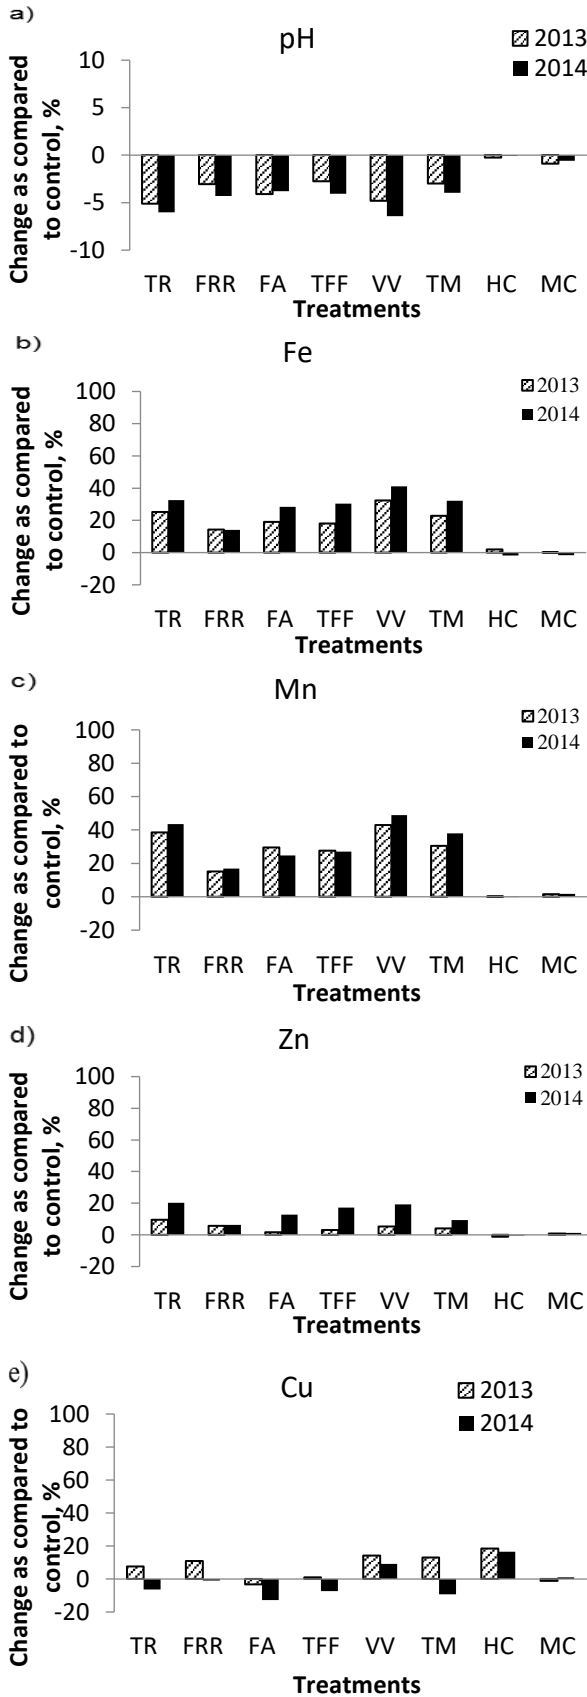 a)
pH
2013
2014
Change as compared
to control, %
10
5
0
-5
-10
TR FRR FA TFF VV TM HC MC
Treatments
b)
Fe
2013
2014
Change as compared
to control, %
100
80
60
40
20
0
-20
TR FRR FA TFF VV TM HC MC
Treatments
c)
Mn
2013
2014
Change as compared to
control, %
100
80
60
40
20
0
-20
TR FRR FA TFF VV TM HC MC
Treatments
d)
Zn
2013
2014
Change as compared
to control, %
100
80
60
40
20
0
-20
TR FRR FA TFF VV TM HC MC
Treatments
e)
Cu
2013
2014
Change as compared to
control, %
100
80
60
40
20
0
-20
TR FRR FA TFF VV TM HC MC
Treatments